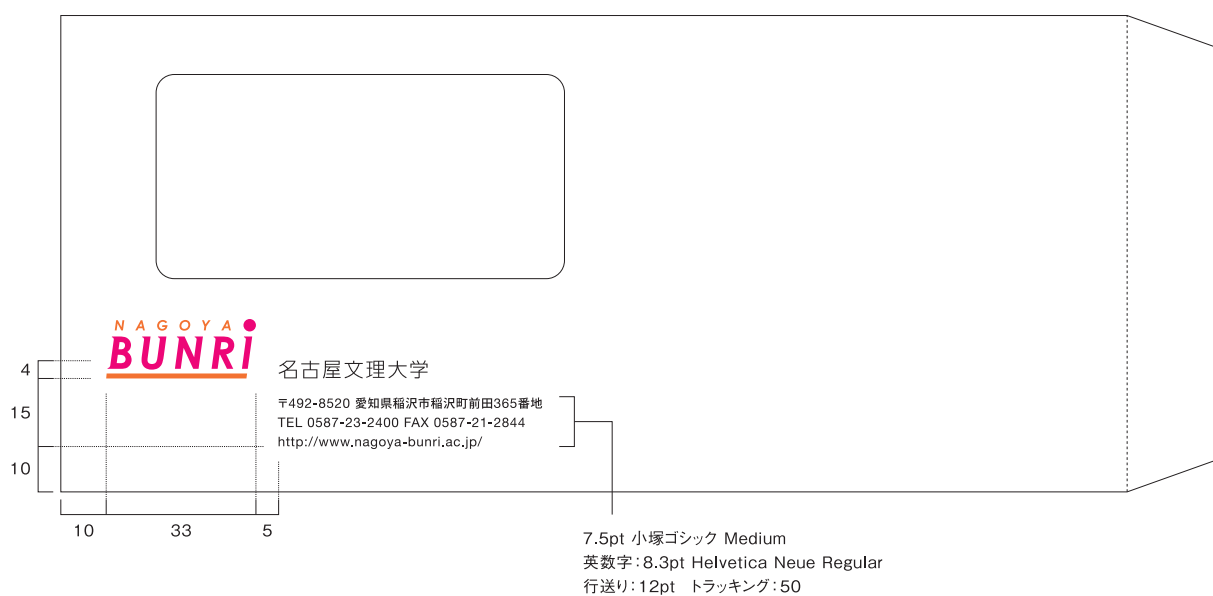 NAGOYA
BUNRi
名古屋文理大学
〒492-8520 愛知県稲沢市稲沢町前田365番地
TEL 0587-23-2400 FAX 0587-21-2844
http://www.nagoya-bunri.ac.jp/
4
15
10
10
33
5
7.5pt 小塚ゴシック Medium
英数字:8.3pt Helvetica Neue Regular
行送り:12pt トラッキング:50